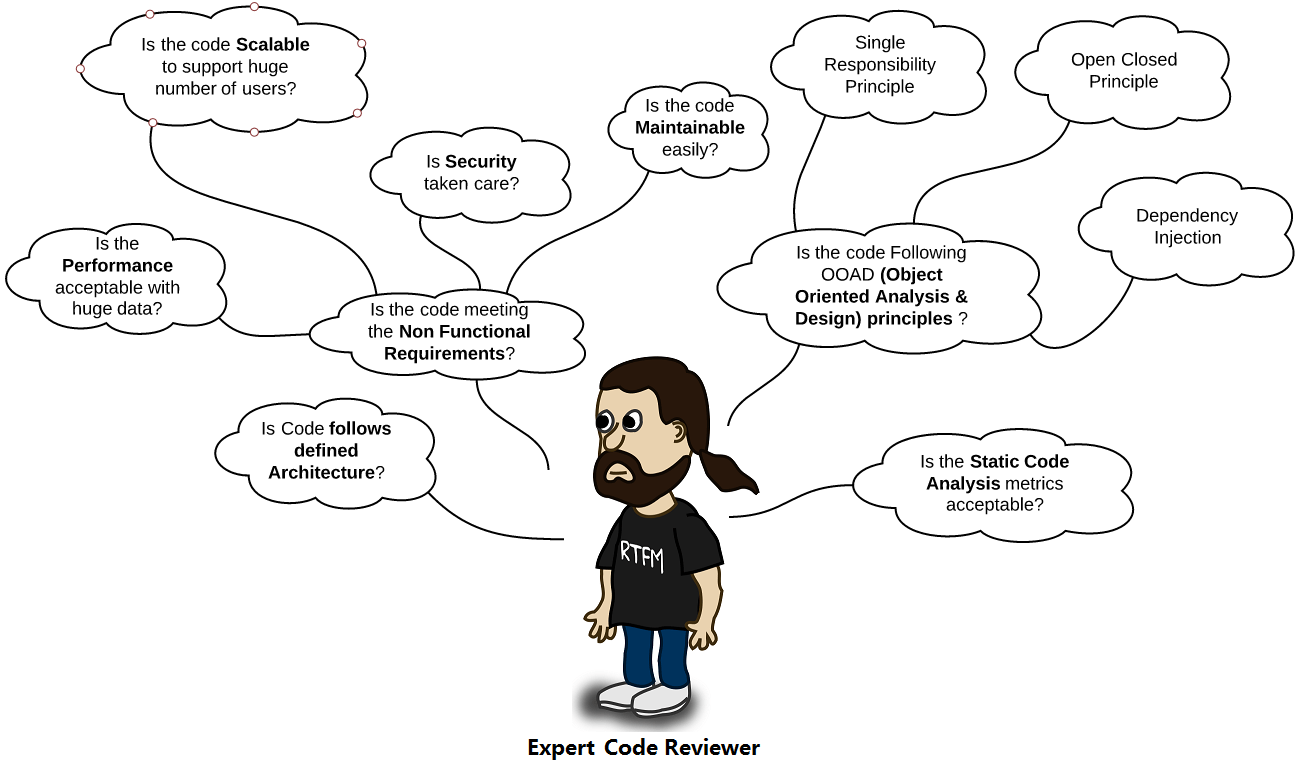 Is the code Scalable
to support huge
number of users?
Is Security
taken care?
Is the code
Maintainable
easily?
Single
Responsibility
Principle
Open Closed
Principle
Dependency
Injection
Is the
Performance
acceptable with
huge data?
Is the code meeting
the Non Functional
Requirements?
Is the code Following
OOAD (Object
Oriented Analysis &
Design) principles ?
Is Code follows
defined
Architecture?
Is the Static Code
Analysis metrics
acceptable?
RTFM
Expert Code Reviewer